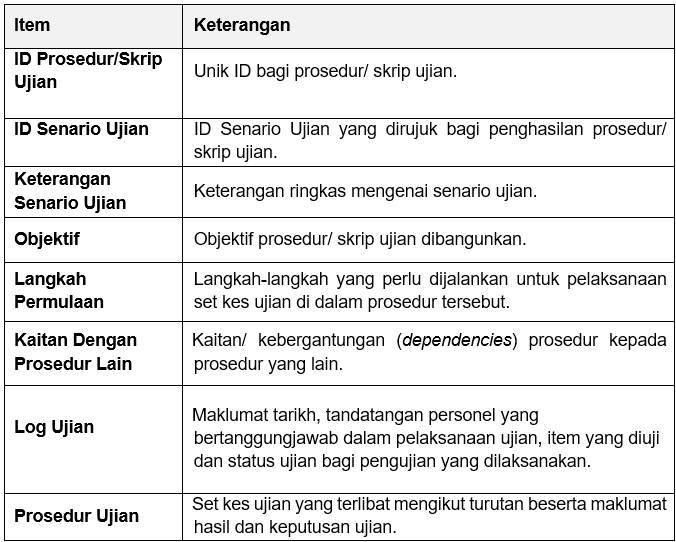 Item
Keterangan
ID Prosedur/Skrip
Ujian
Unik ID bagi prosedur/ skrip ujian.
ID Senario Ujian
ID Senario Ujian yang dirujuk bagi penghasilan prosedur/
skrip ujian.
Keterangan
Senario Ujian
Keterangan ringkas mengenai senario ujian.
Objektif
Objektif prosedur/ skrip ujian dibangunkan.
Langkah
Permulaan
Langkah-langkah yang perlu dijalankan untuk pelaksanaan
set kes ujian di dalam prosedur tersebut.
Kaitan Dengan
Prosedur Lain
Kaitan/ kebergantungan (dependencies) prosedur kepada
prosedur yang lain.
Log Ujian
Maklumat tarikh, tandatangan personel yang
bertanggungjawab dalam pelaksanaan ujian, item yang diuji
dan status ujian bagi pengujian yang dilaksanakan.
Prosedur Ujian
Set kes ujian yang terlibat mengikut turutan beserta maklumat
hasil dan keputusan ujian.